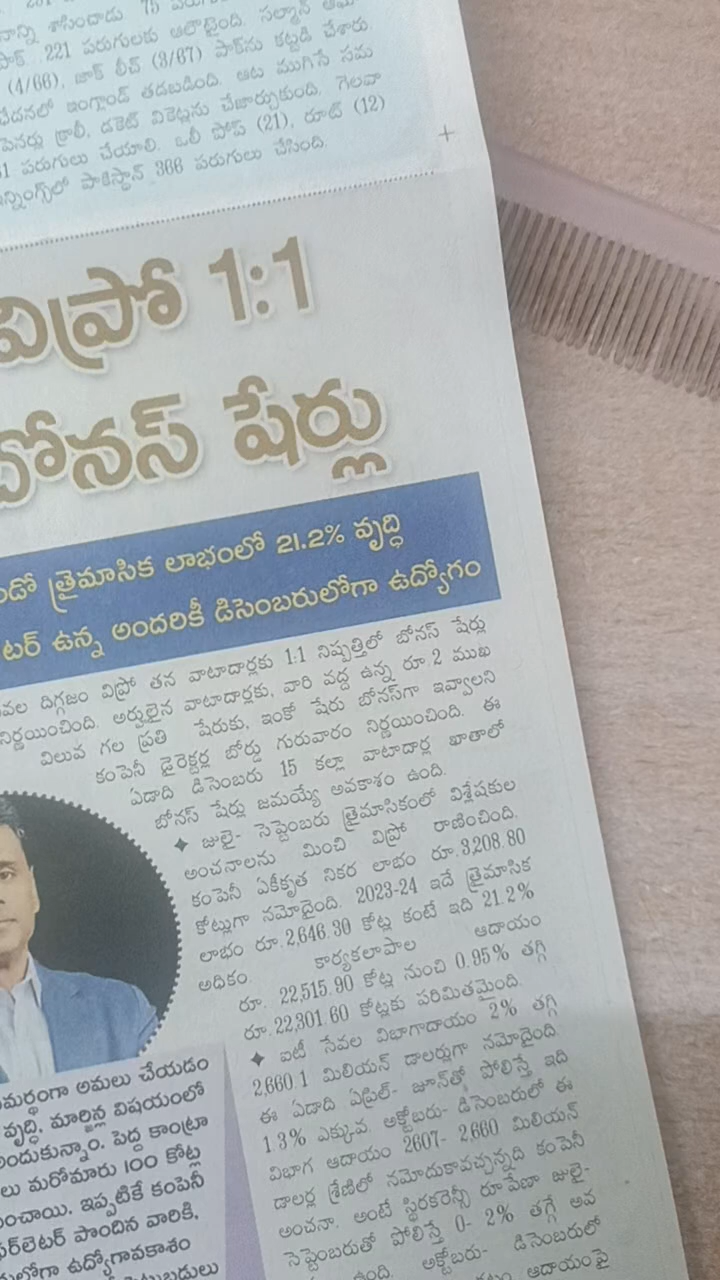 శాసించాడు 75
221 పరుగులకు ఆలౌటైంది. సల్మాన్
(4/66), జాక్ లీచ్ (3/67) పాక్‌ను కట్టడి చేశారు
ఛేదనలో ఇంగ్లాండ్ తడబడింది. ఆట ముగిసే సమ
క్రాలీ, డకెట్ వికెట్లను చేజార్చుకుంది. గెలవా
పరుగులు చేయాలి. ఒలీ పోప్ (21), రూట్ (12)
పాకిస్థాన్ 366 పరుగులు చేసింది.
విప్రో 1:1
బోనస్ షేర్లు
త్రైమాసిక లాభంలో 21.2% వృద్ధి
టర్ ఉన్న అందరికీ డిసెంబరులోగా ఉద్యోగం
వల దిగ్గజం విప్రో తన వాటాదార్లకు 1:1 నిష్పత్తిలో బోనస్ షేర్లు
నిర్ణయించింది. అర్హులైన వాటాదార్లకు, వారి వద్ద ఉన్న రూ.2 ముఖ
విలువ గల ప్రతి షేరుకు, ఇంకో షేరు బోనస్‌గా ఇవ్వాలని
కంపెనీ డైరెక్టర్ల బోర్డు గురువారం నిర్ణయించింది. ఈ
ఏడాది డిసెంబరు 15 కల్లా వాటాదార్ల ఖాతాలో
బోనస్ షేర్లు జమయ్యే అవకాశం ఉంది.
✦ జులై- సెప్టెంబరు త్రైమాసికంలో విశ్లేషకుల
అంచనాలను మించి విప్రో రాణించింది.
కంపెనీ ఏకీకృత నికర లాభం రూ.3,208.80
కోట్లుగా నమోదైంది. 2023-24 ఇదే త్రైమాసిక
లాభం రూ.2,646.30 కోట్ల కంటే ఇది 21.2%
అధికం. కార్యకలాపాల ఆదాయం
రూ. 22,515.90 కోట్ల నుంచి 0.95% తగ్గి
రూ.22,301.60 కోట్లకు పరిమితమైంది.
✦ ఐటీ సేవల విభాగాదాయం 2% తగ్గి
2,660.1 మిలియన్ డాలర్లుగా నమోదైంది
ఈ ఏడాది ఏప్రిల్- జూన్‌తో పోలిస్తే ఇది
1.3% ఎక్కువ. అక్టోబరు- డిసెంబరులో ఈ
విభాగ ఆదాయం 2607- 2,660 మిలియన్
డాలర్ల శ్రేణిలో నమోదుకావచ్చన్నది కంపెనీ
అంచనా. అంటే స్థిరకరెన్సీ రూపేణా జులై-
సెప్టెంబరుతో పోలిస్తే 0- 2% తగ్గే అవ
ఉంది. అక్టోబరు- డిసెంబరులో
ఆదాయంపై
మర్థంగా అమలు చేయడం
వృద్ధి. మార్జిన్ల విషయంలో
ందుకున్నాం. పెద్ద కాంట్రా
లు మరోమారు 100 కోట్ల
ంచాయి. ఇప్పటికే కంపెనీ
ఫర్‌లెటర్ పొందిన వారికి,
లోగా ఉద్యోగావకాశం